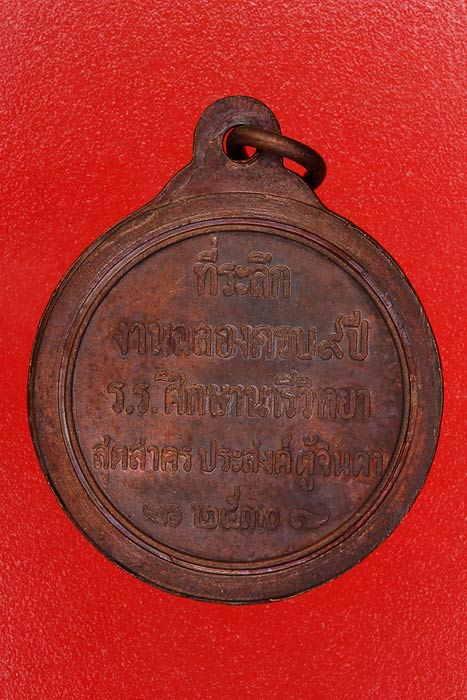 ที่ระลึก
งานฉลองครบ๙ปี
ร.ร.ศึกษานารีวิทยา
สุดสาคร ประสงค์ ตู้จินดา
๒๕๓๐